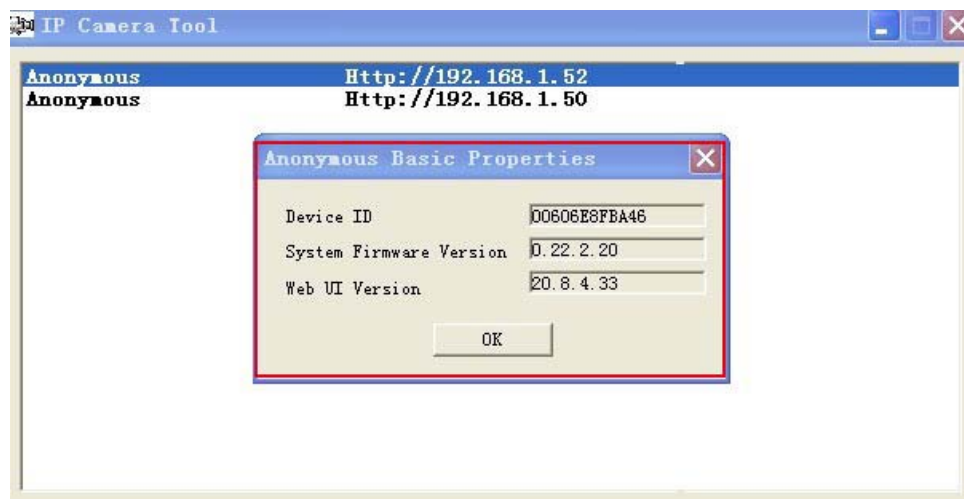 IP Camera Tool
Anonymous Http://192.168.1.52
Anonymous Http://192.168.1.50
Anonymous Basic Properties
Device ID 00606E8FBA46
System Firmware Version 0.22.2.20
Web UI Version 20.8.4.33
OK